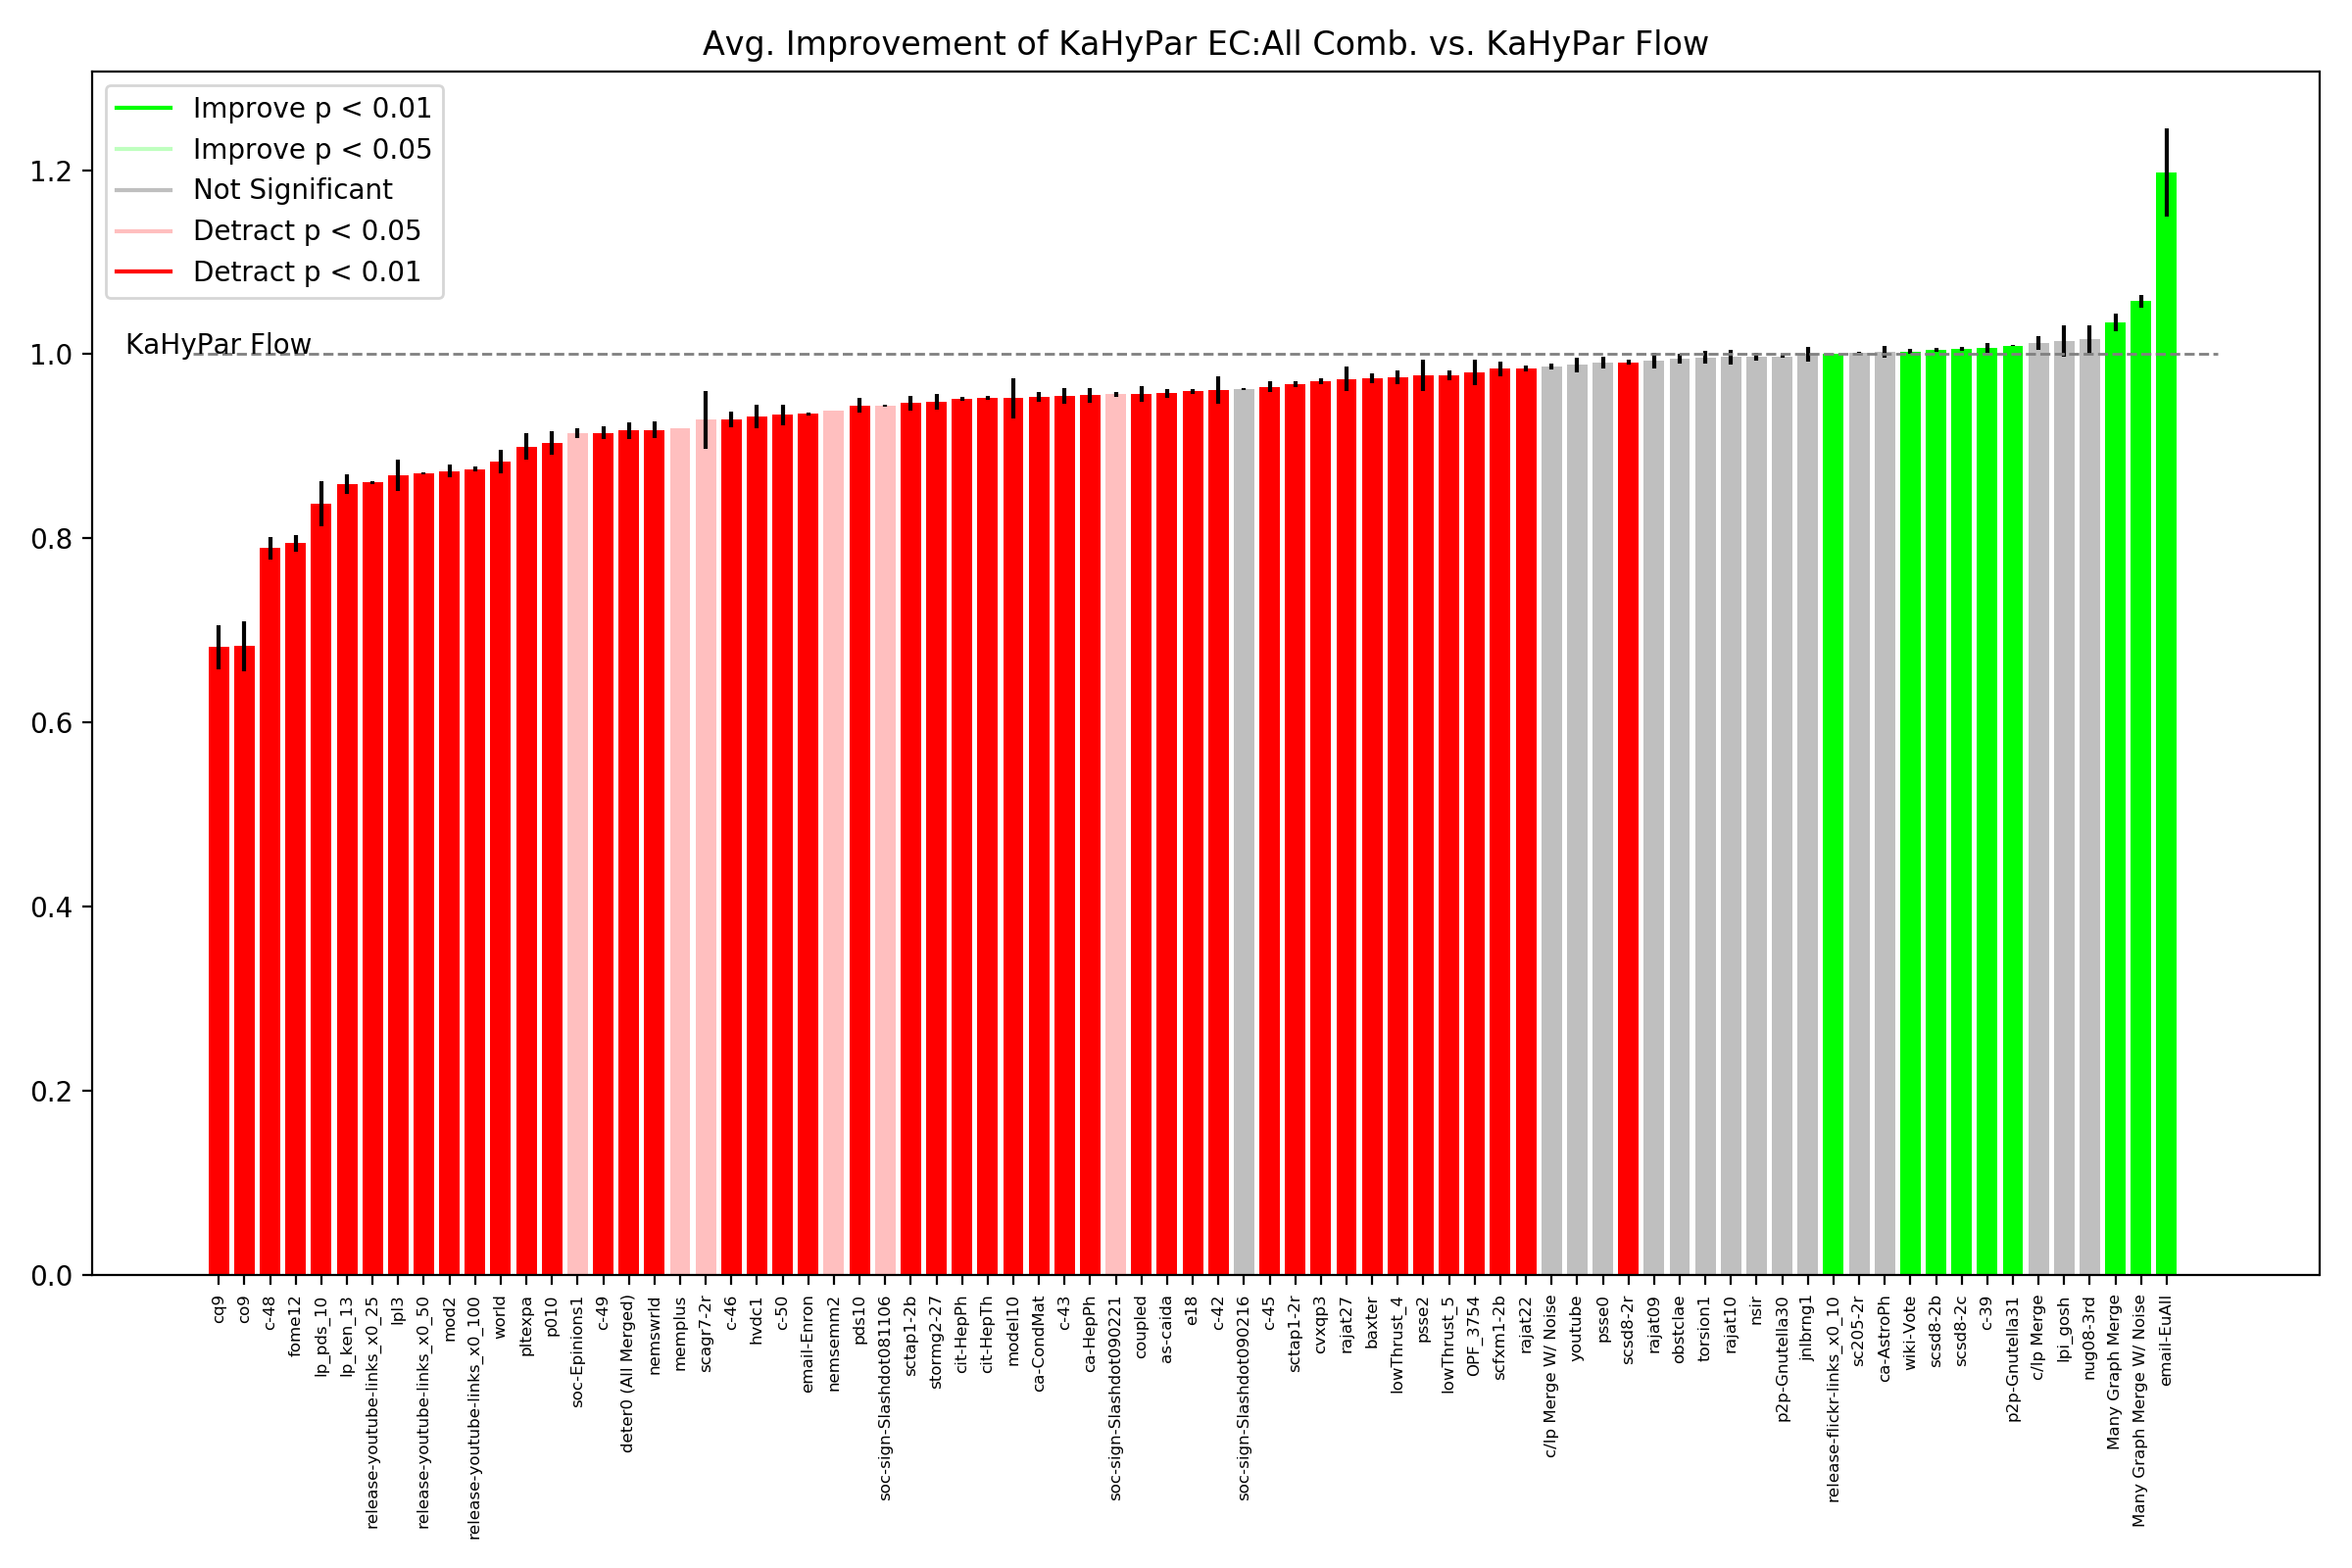 Avg. Improvement of KaHyPar EC:All Comb. vs. KaHyPar Flow
Improve p < 0.01
Improve p < 0.05
Not Significant
Detract p < 0.05
Detract p < 0.01
KaHyPar Flow
1.2
1.0
0.8
0.6
0.4
0.2
0.0
cq9
co9
c-48
fome12
lp_pds_10
lp_ken_13
release-youtube-links_x0_25
lpl3
release-youtube-links_x0_50
mod2
release-youtube-links_x0_100
world
pltexpa
p010
soc-Epinions1
c-49
deter0 (All Merged)
nemswrld
memplus
scagr7-2r
c-46
hvdc1
c-50
email-Enron
nemsemm2
pds10
soc-sign-Slashdot081106
sctap1-2b
stormg2-27
cit-HepPh
cit-HepTh
model10
ca-CondMat
c-43
ca-HepPh
soc-sign-Slashdot090221
coupled
as-caida
e18
c-42
soc-sign-Slashdot090216
c-45
sctap1-2r
cvxqp3
rajat27
baxter
lowThrust_4
psse2
lowThrust_5
OPF_3754
scfxm1-2b
rajat22
c/lp Merge W/ Noise
youtube
psse0
scsd8-2r
rajat09
obstclae
torsion1
rajat10
nsir
p2p-Gnutella30
jnlbrng1
release-flickr-links_x0_10
sc205-2r
ca-AstroPh
wiki-Vote
scsd8-2b
scsd8-2c
c-39
p2p-Gnutella31
c/lp Merge
lpi_gosh
nug08-3rd
Many Graph Merge
Many Graph Merge W/ Noise
email-EuAll